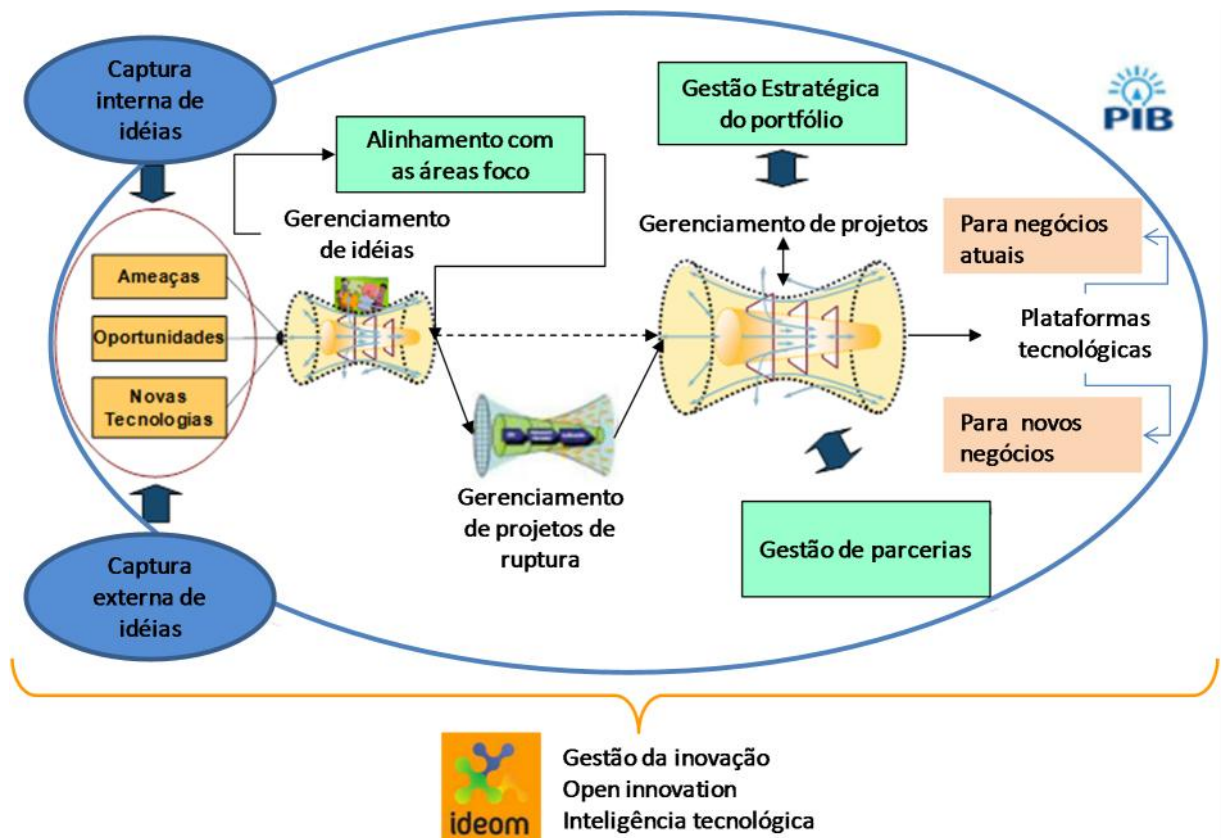 Captura
interna de
idéias
Gestão Estratégica
do portfólio
PIB
Alinhamento com
as áreas foco
Gerenciamento
de idéias
Gerenciamento de projetos
Para negócios
atuais
Ameaças
Oportunidades
Novas
Tecnologias
Plataformas
tecnológicas
Para novos
negócios
Gerenciamento
de projetos de
ruptura
Gestão de parcerias
Captura
externa de
idéias
ideom
Gestão da inovação
Open innovation
Inteligência tecnológica